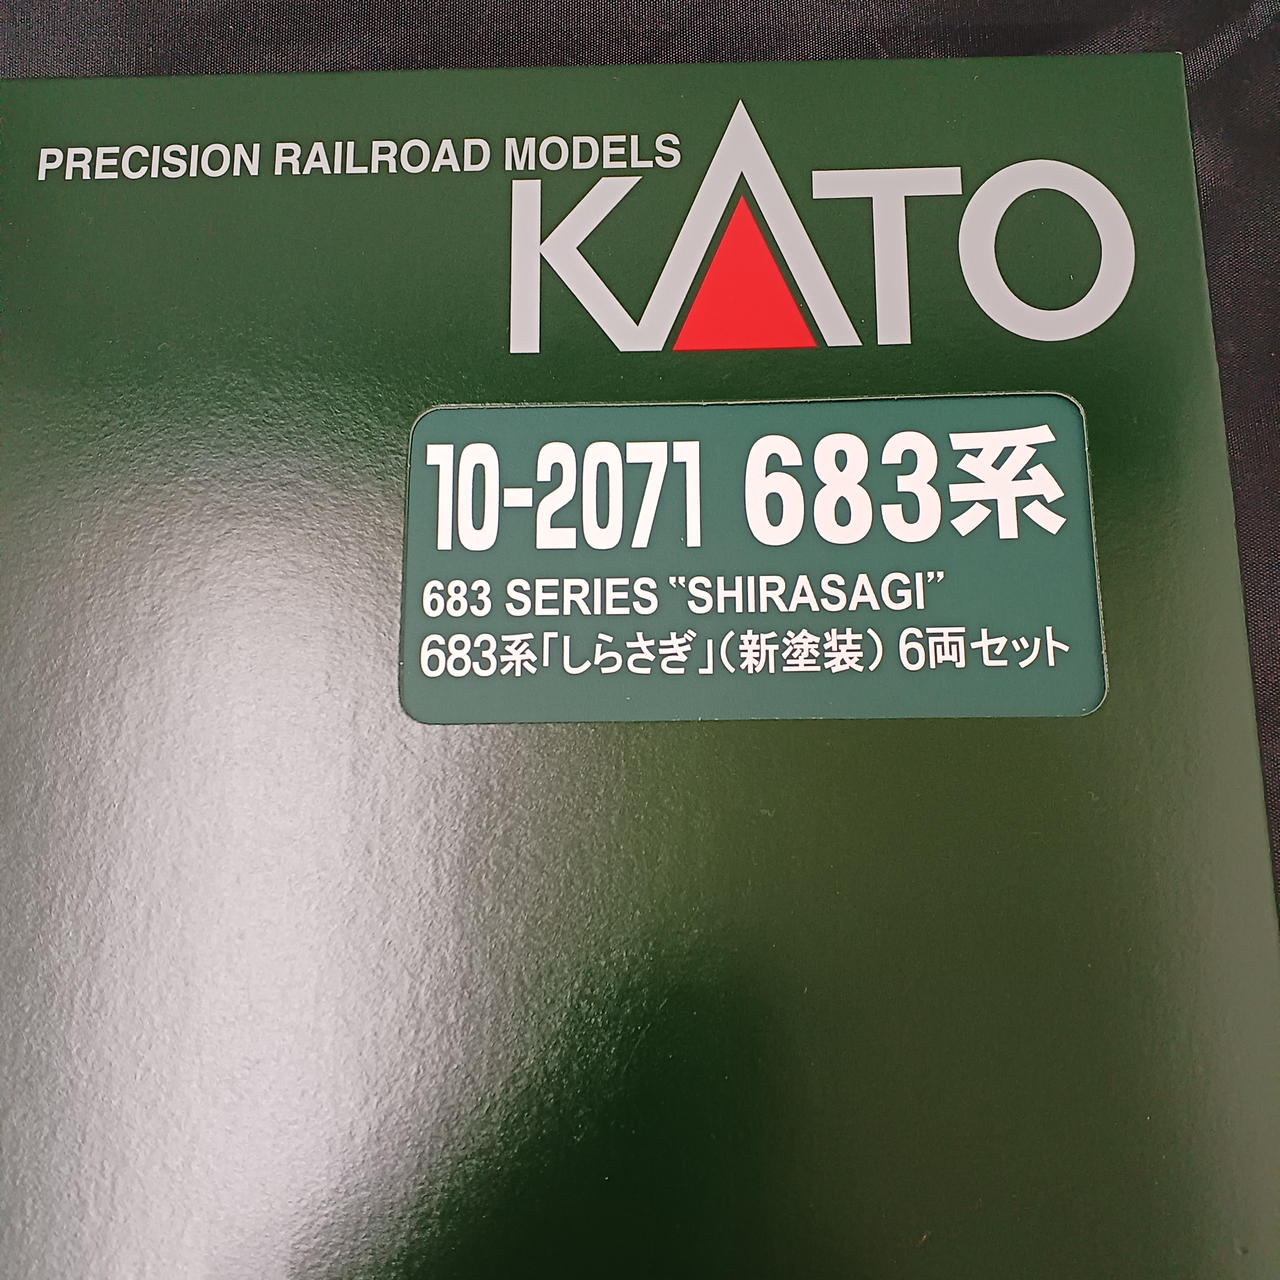 PRECISION RAILROAD MODELS
KATO
10-2071 683系
683 SERIES "SHIRASAGI"
683系「しらさぎ」（新塗装） 6両セット